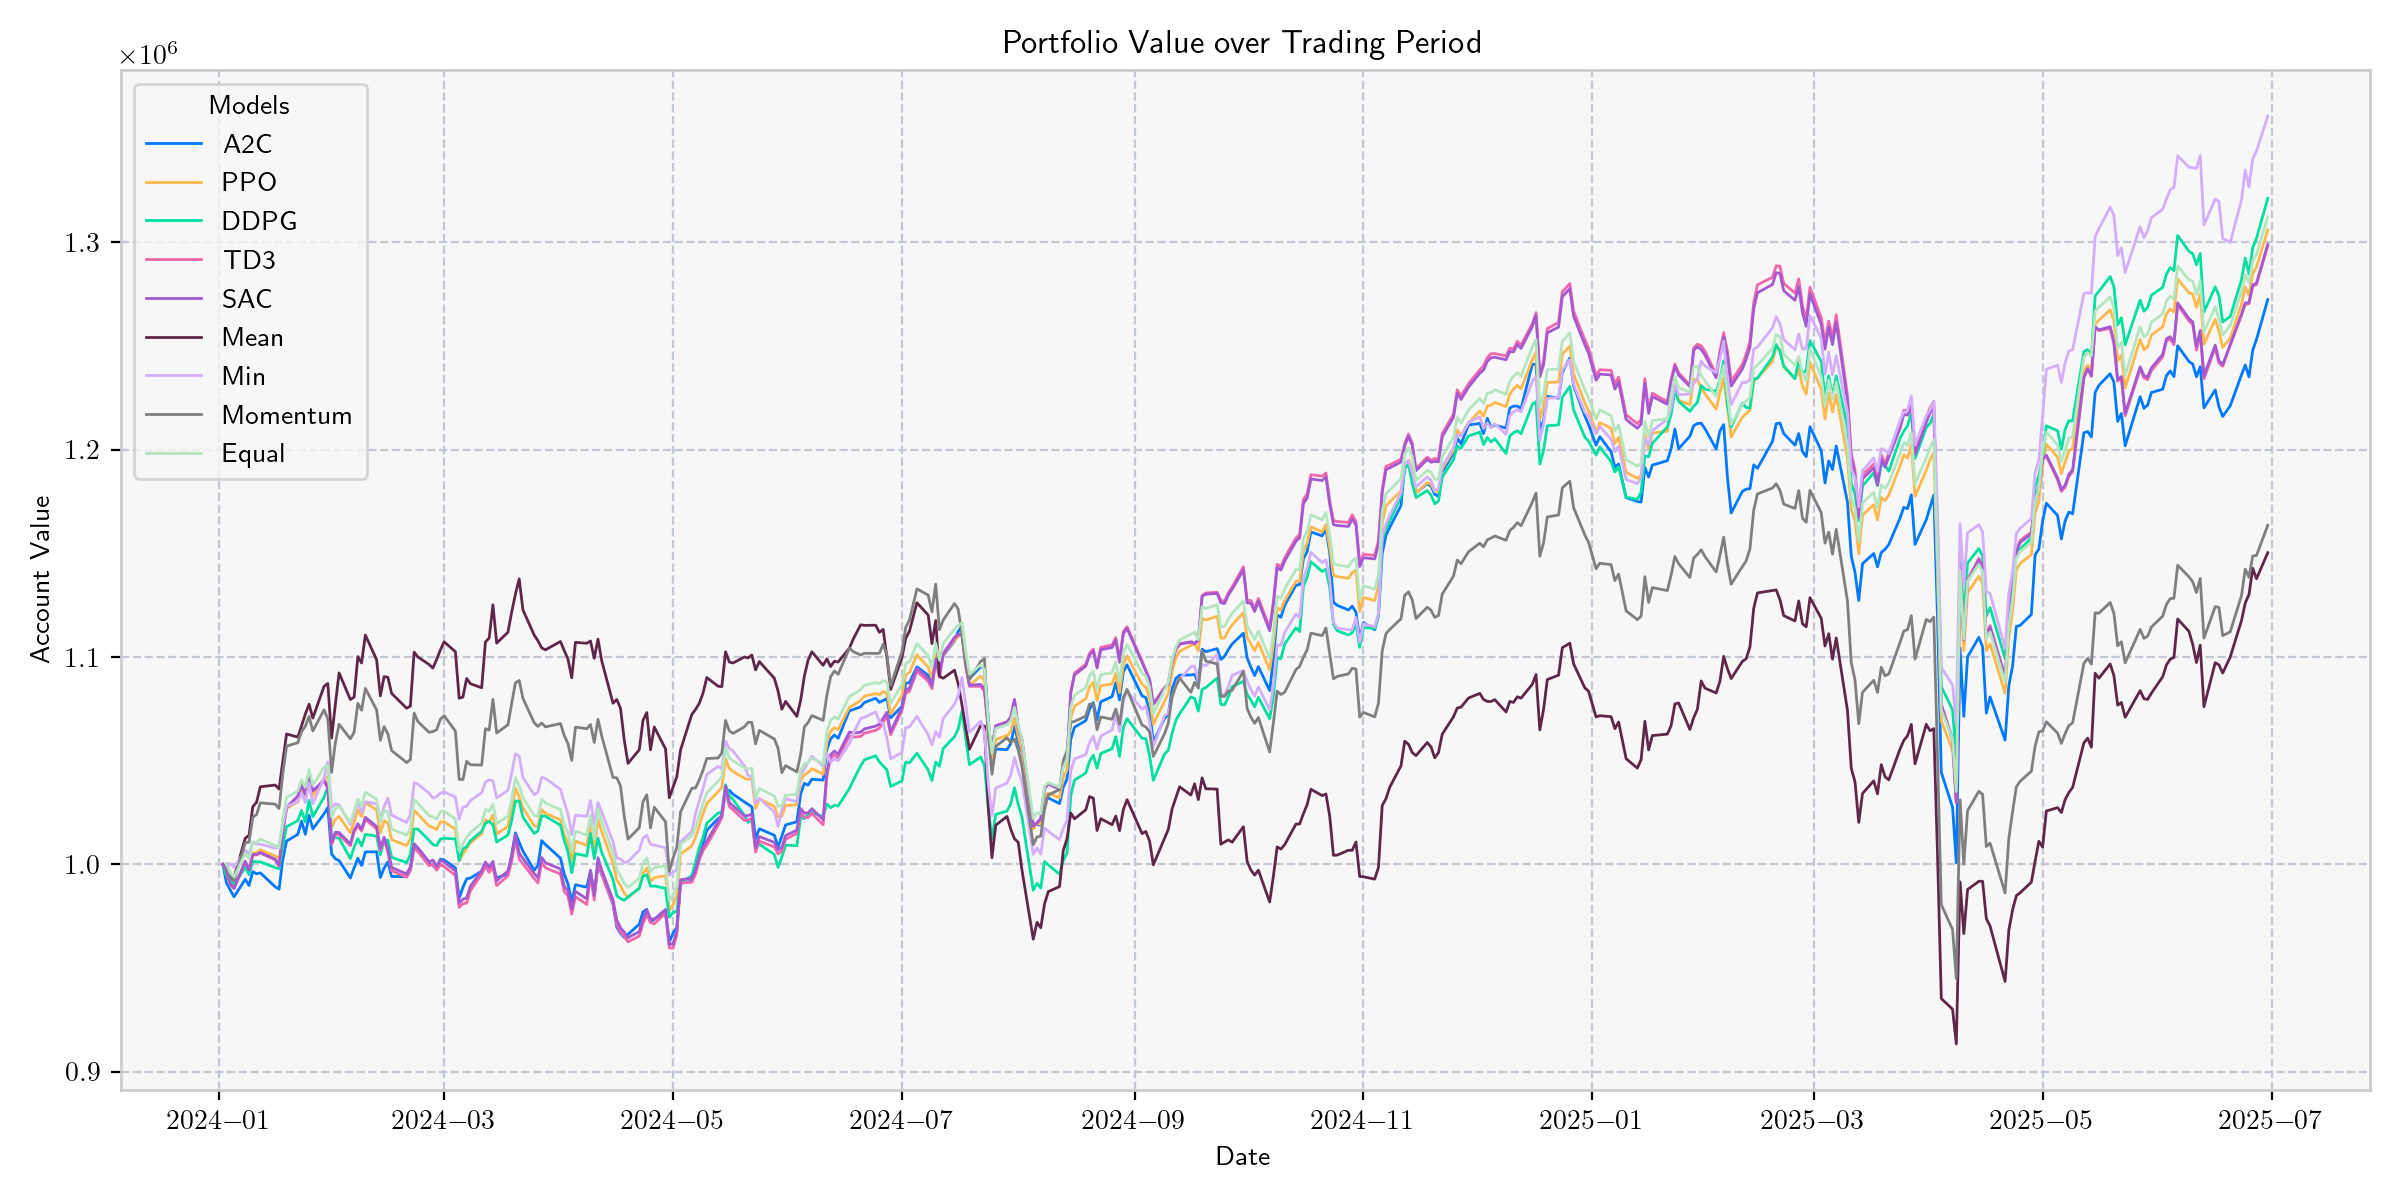 Portfolio Value over Trading Period
×10⁶
Models
A2C
PPO
DDPG
TD3
SAC
Mean
Min
Momentum
Equal
1.3
1.2
1.1
1.0
0.9
Account Value
2024−01
2024−03
2024−05
2024−07
2024−09
2024−11
2025−01
2025−03
2025−05
2025−07
Date